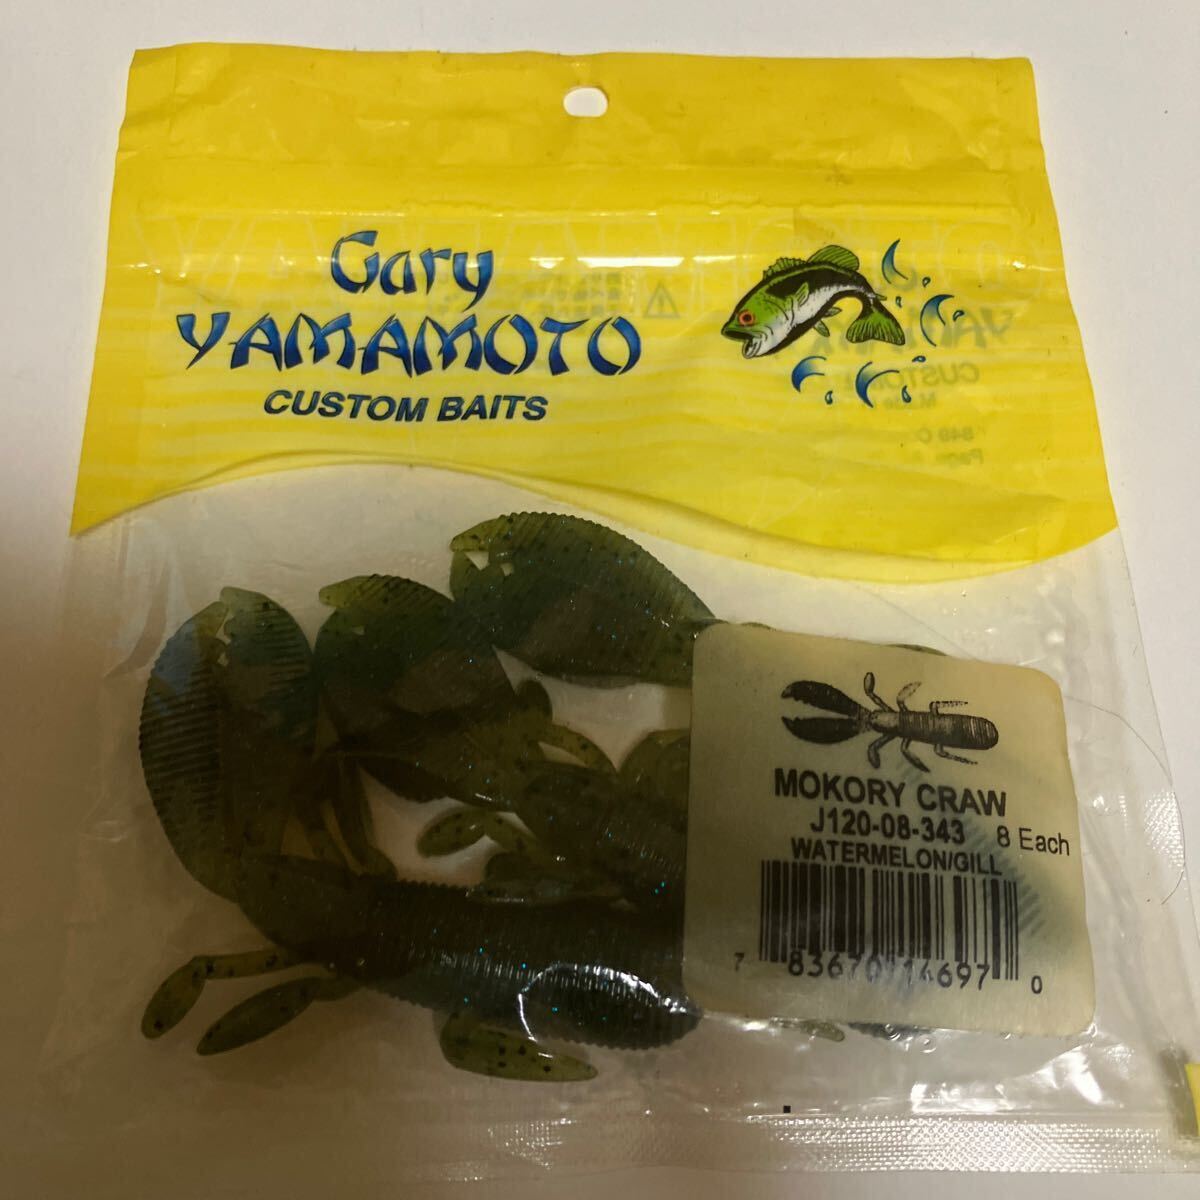 Gary
YAMAMOTO
CUSTOM BAITS
MOKORY CRAW
J120-08-343 8 Each
WATERMELON/GILL
7 83670 14697 0